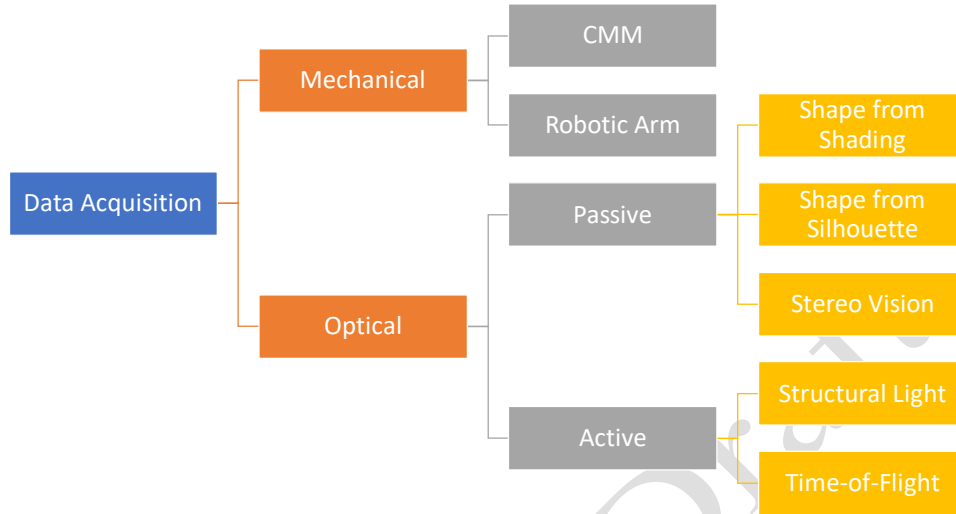 CMM
Mechanical
Robotic Arm
Shape from
Shading
Data Acquisition
Passive
Shape from
Silhouette
Optical
Stereo Vision
Structural Light
Active
Time-of-Flight
Draft